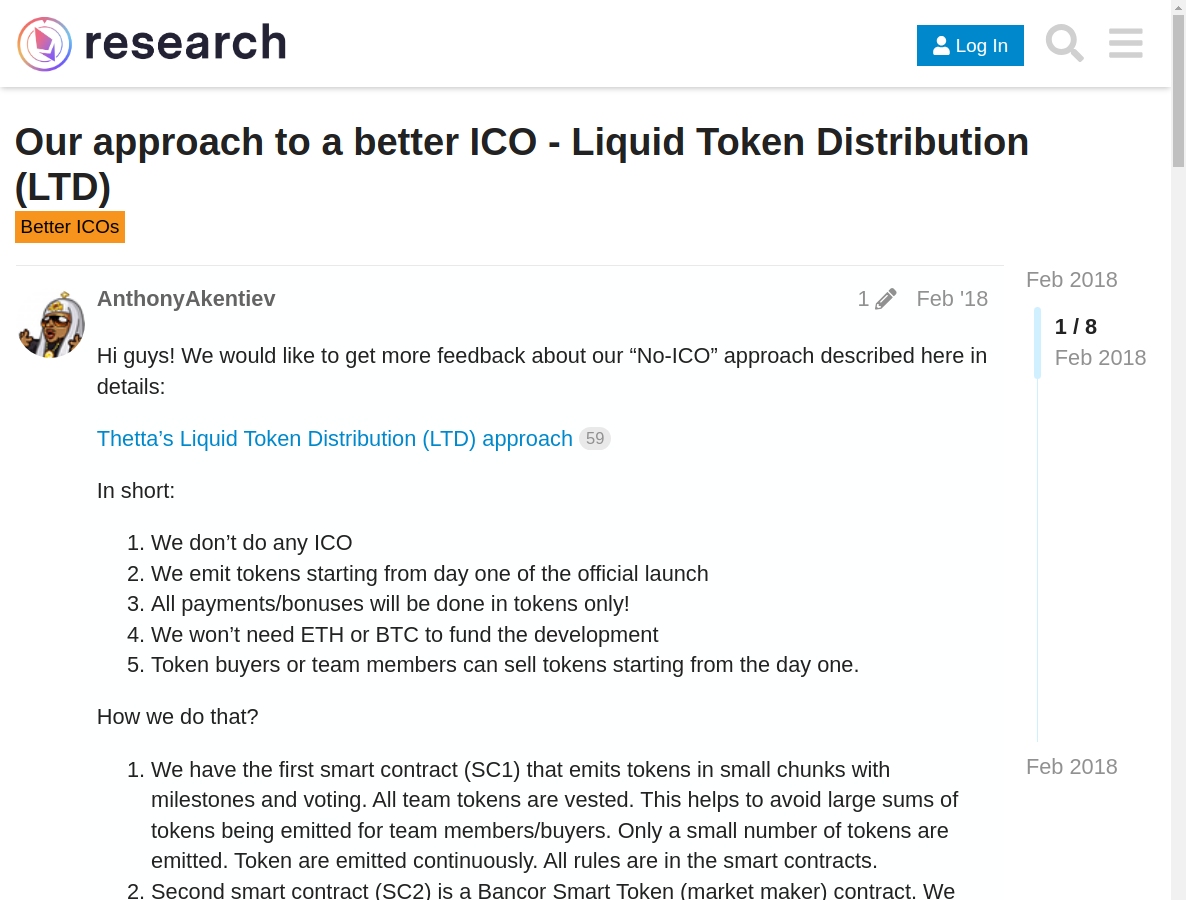 research
Log In
Our approach to a better ICO - Liquid Token Distribution
(LTD)
Better ICOs
AnthonyAkentiev
1
Feb '18
Hi guys! We would like to get more feedback about our “No-ICO” approach described here in
details:
Thetta’s Liquid Token Distribution (LTD) approach 59
In short:
1. We don’t do any ICO
2. We emit tokens starting from day one of the official launch
3. All payments/bonuses will be done in tokens only!
4. We won’t need ETH or BTC to fund the development
5. Token buyers or team members can sell tokens starting from the day one.
How we do that?
1. We have the first smart contract (SC1) that emits tokens in small chunks with
milestones and voting. All team tokens are vested. This helps to avoid large sums of
tokens being emitted for team members/buyers. Only a small number of tokens are
emitted. Token are emitted continuously. All rules are in the smart contracts.
2. Second smart contract (SC2) is a Bancor Smart Token (market maker) contract. We
Feb 2018
1 / 8
Feb 2018
Feb 2018